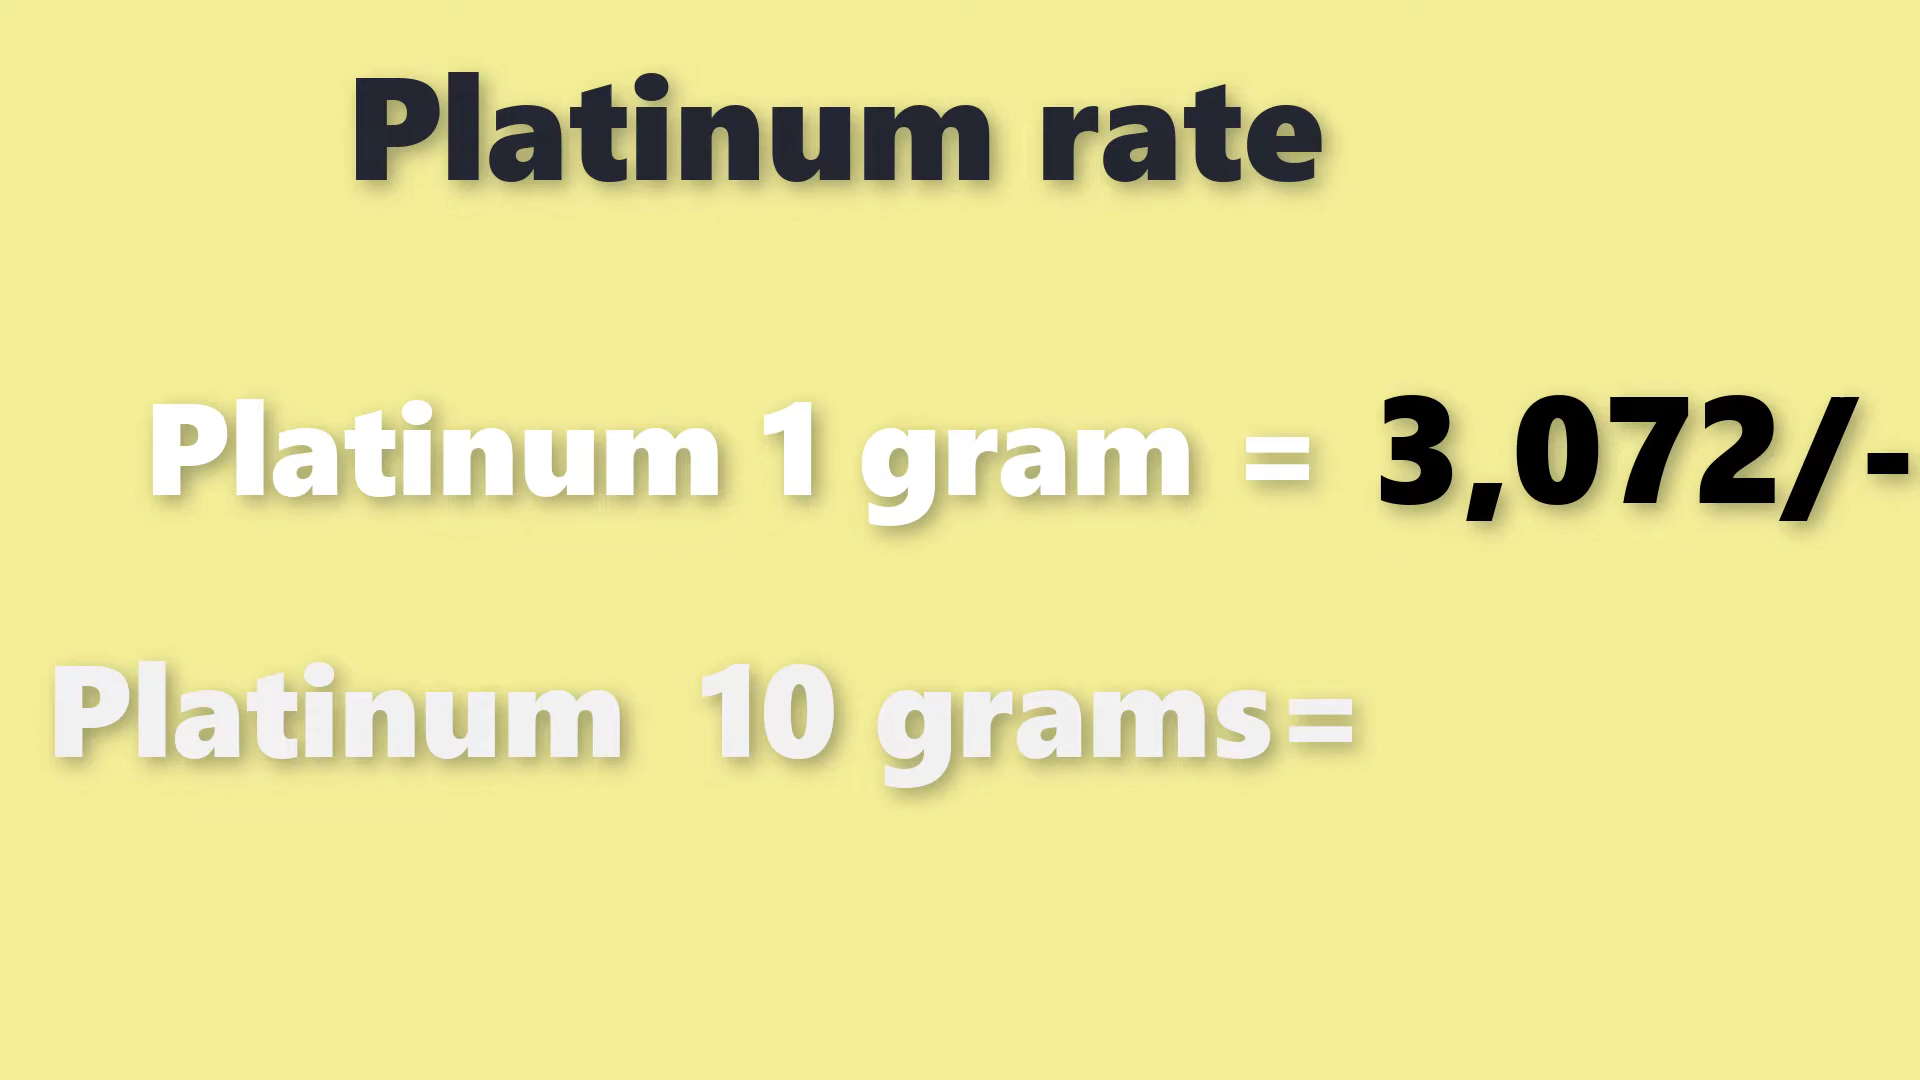 Platinum rate
Platinum 1 gram = 3,072/-
Platinum 10 grams=